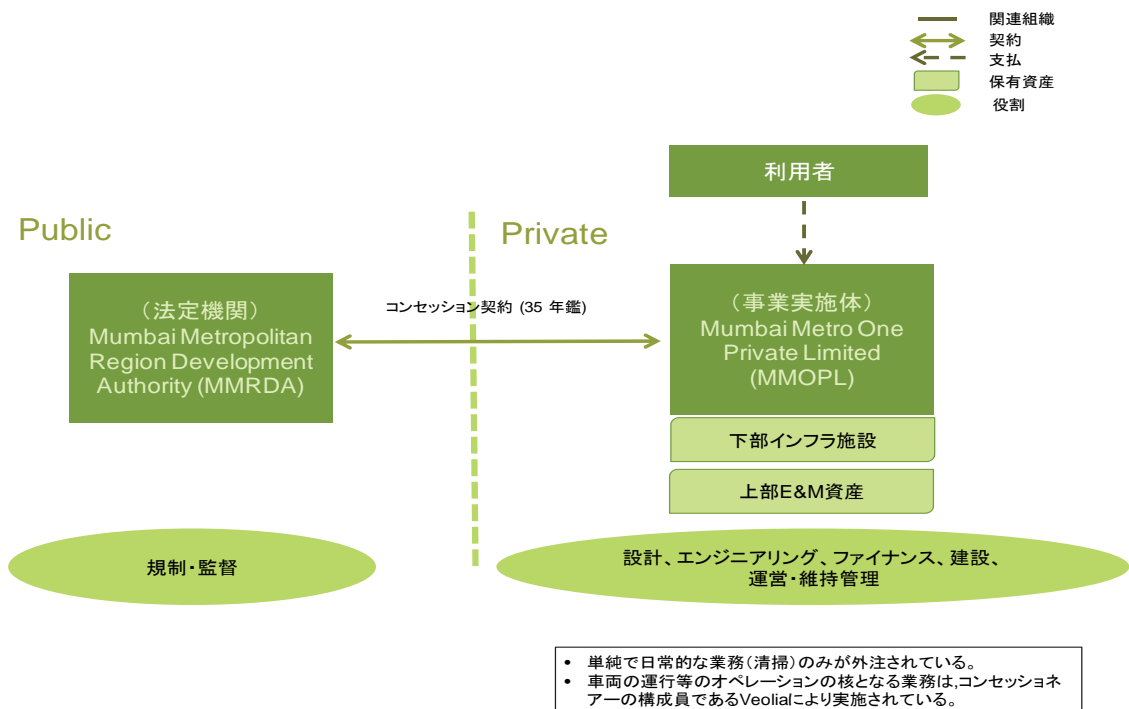 関連組織
契約
支払
保有資産
役割
利用者
Public
Private
（法定機関）
Mumbai Metropolitan
Region Development
Authority (MMRDA)
コンセッション契約 (35 年鑑)
（事業実施体）
Mumbai Metro One
Private Limited
(MMOPL)
下部インフラ施設
上部E&M資産
規制・監督
設計、エンジニアリング、ファイナンス、建設、
運営・維持管理
• 単純で日常的な業務（清掃）のみが外注されている。
• 車両の運行等のオペレーションの核となる業務は,コンセッショネ
アーの構成員であるVeoliaにより実施されている。